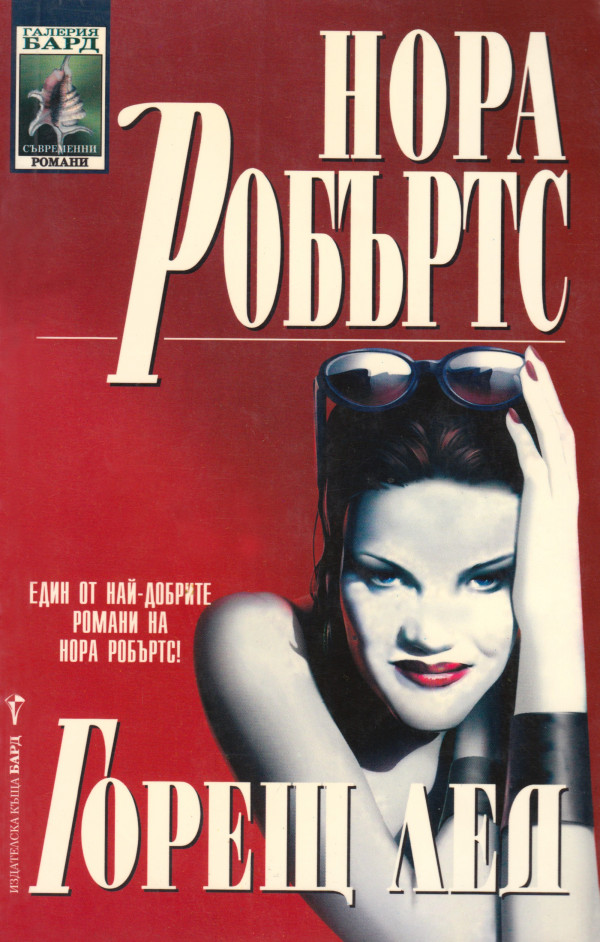 ГАЛЕРИЯ
БАРД
СЪВРЕМЕННИ
РОМАНИ
НОРА
РОБЪРТС
ЕДИН ОТ НАЙ-ДОБРИТЕ
РОМАНИ НА
НОРА РОБЪРТС!
ИЗДАТЕЛСКА КЪЩА БАРД
ГОРЕЩ ЛЕД